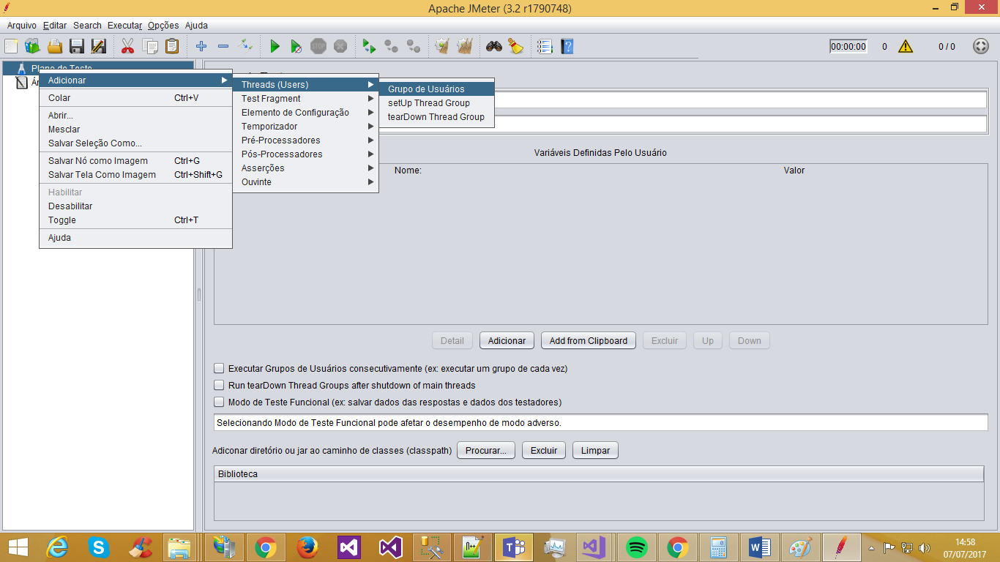 Apache JMeter (3.2 r1790748)
Arquivo Editar Search Executar Opções Ajuda
00:00:00 0 0 / 0
Plano de Teste
Adicionar
Colar Ctrl+V
Abrir...
Mesclar
Salvar Seleção Como...
Salvar Nó como Imagem Ctrl+G
Salvar Tela Como Imagem Ctrl+Shift+G
Habilitar
Desabilitar
Toggle Ctrl+T
Ajuda
Threads (Users)
Test Fragment
Elemento de Configuração
Temporizador
Pré-Processadores
Pós-Processadores
Asserções
Ouvinte
Grupo de Usuários
setUp Thread Group
tearDown Thread Group
Variáveis Definidas Pelo Usuário
Nome: Valor
Detail Adicionar Add from Clipboard Excluir Up Down
Executar Grupos de Usuários consecutivamente (ex: executar um grupo de cada vez)
Run tearDown Thread Groups after shutdown of main threads
Modo de Teste Funcional (ex: salvar dados das respostas e dados dos testadores)
Selecionando Modo de Teste Funcional pode afetar o desempenho de modo adverso.
Adiconar diretório ou jar ao caminho de classes (classpath) Procurar... Excluir Limpar
Biblioteca
14:58
07/07/2017